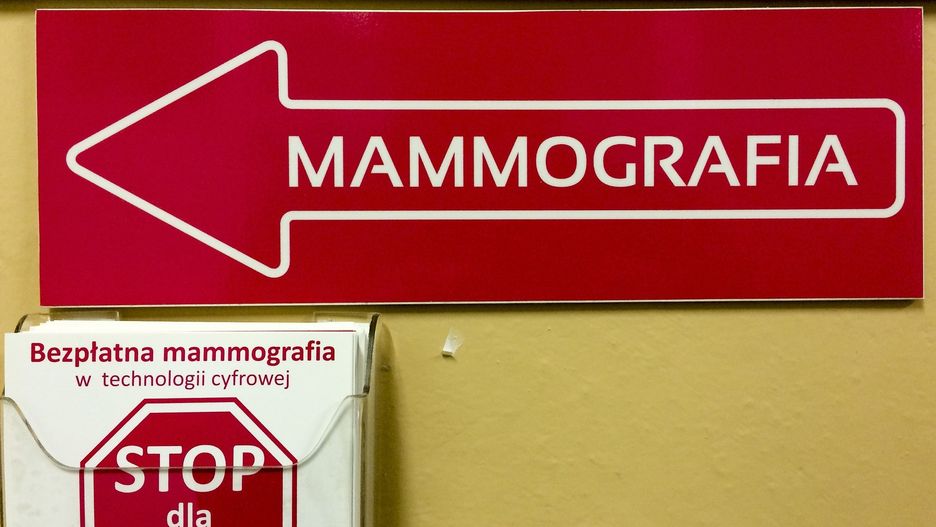 MAMMOGRAFIA
Bezpłatna mammografia
w technologii cyfrowej
STOP
dla